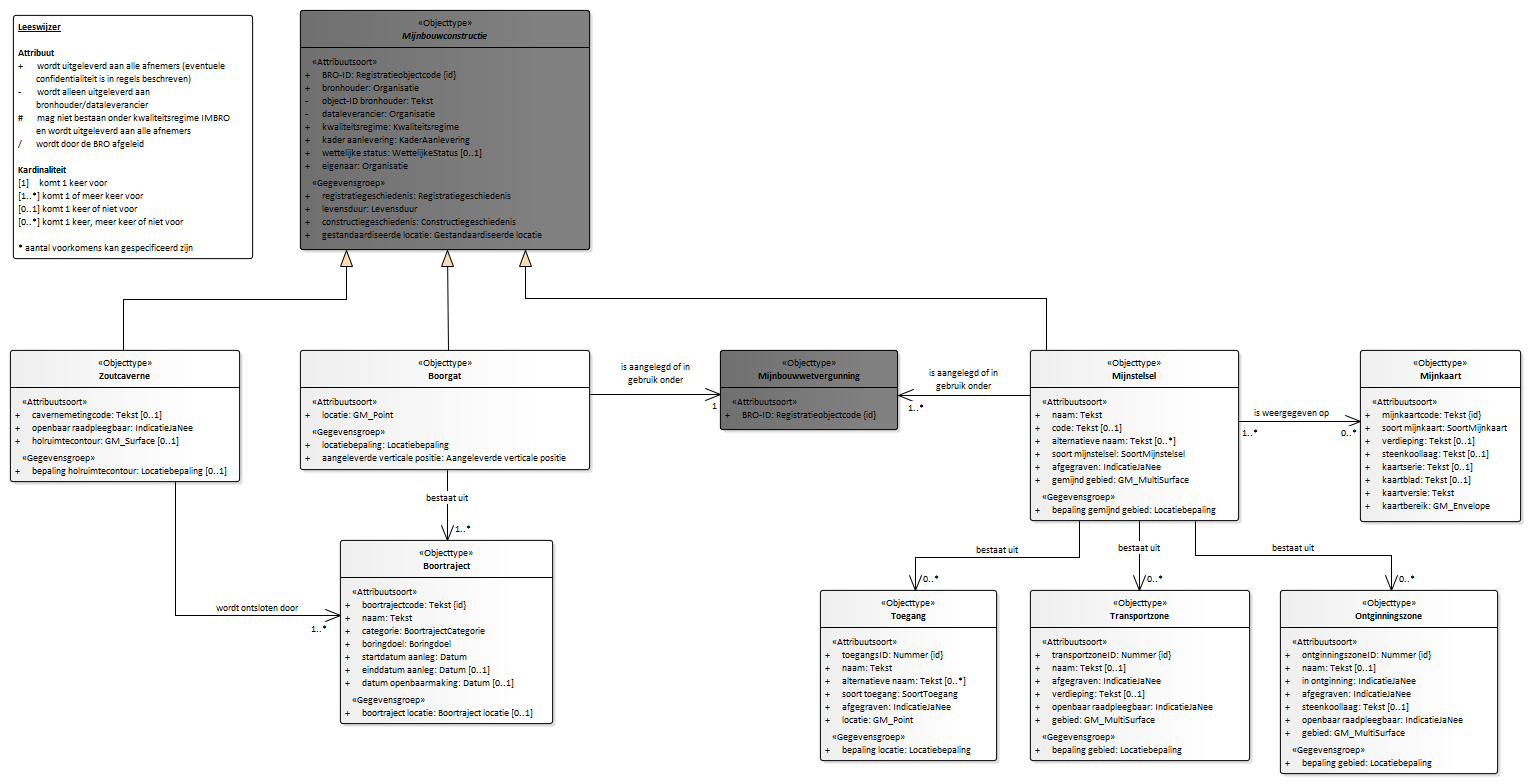 Leeswijzer
Attribuut
+ wordt uitgeleverd aan alle afnemers (eventuele
confidentialiteit is in regels beschreven)
- wordt alleen uitgeleverd aan
bronhouder/dataleverancier
# mag niet bestaan onder kwaliteitsregime IMBRO
en wordt uitgeleverd aan alle afnemers
/ wordt door de BRO afgeleid
Kardinaliteit
[1] komt 1 keer voor
[1..*] komt 1 of meer keer voor
[0..1] komt 1 keer of niet voor
[0..*] komt 1 keer, meer keer of niet voor
* aantal voorkomens kan gespecificeerd zijn
«Objecttype»
Mijnbouwconstructie
«Attribuutsoort»
+ BRO-ID: Registratieobjectcode {id}
+ bronhouder: Organisatie
- object-ID bronhouder: Tekst
- dataleverancier: Organisatie
+ kwaliteitsregime: Kwaliteitsregime
+ kader aanlevering: KaderAanlevering
+ wettelijke status: WettelijkeStatus [0..1]
+ eigenaar: Organisatie
«Gegevensgroep»
+ registratiegeschiedenis: Registratiegeschiedenis
+ levensduur: Levensduur
+ constructiegeschiedenis: Constructiegeschiedenis
+ gestandaardiseerde locatie: Gestandaardiseerde locatie
«Objecttype»
Zoutcaverne
«Attribuutsoort»
+ cavernemetingcode: Tekst [0..1]
+ openbaar raadpleegbaar: IndicatieJaNee
+ holruimtecontour: GM_Surface [0..1]
«Gegevensgroep»
+ bepaling holruimtecontour: Locatiebepaling [0..1]
«Objecttype»
Boorgat
«Attribuutsoort»
+ locatie: GM_Point
«Gegevensgroep»
+ locatiebepaling: Locatiebepaling
+ aangeleverde verticale positie: Aangeleverde verticale positie
is aangelegd of in
gebruik onder
1
«Objecttype»
Mijnbouwwetvergunning
«Attribuutsoort»
+ BRO-ID: Registratieobjectcode {id}
is aangelegd of in
gebruik onder
1..*
«Objecttype»
Mijnstelsel
«Attribuutsoort»
+ naam: Tekst
+ code: Tekst [0..1]
+ alternatieve naam: Tekst [0..*]
+ soort mijnstelsel: SoortMijnstelsel
+ afgegraven: IndicatieJaNee
+ gemijnd gebied: GM_MultiSurface
«Gegevensgroep»
+ bepaling gemijnd gebied: Locatiebepaling
is weergegeven op
1..*
0..*
«Objecttype»
Mijnkaart
«Attribuutsoort»
+ mijnkaartcode: Tekst {id}
+ soort mijnkaart: SoortMijnkaart
+ verdieping: Tekst [0..1]
+ steenkoollaag: Tekst [0..1]
+ kaartserie: Tekst [0..1]
+ kaartblad: Tekst [0..1]
+ kaartversie: Tekst
+ kaartbereik: GM_Envelope
bestaat uit
1..*
wordt ontsloten door
1..*
«Objecttype»
Boortraject
«Attribuutsoort»
+ boortrajectcode: Tekst {id}
+ naam: Tekst
+ categorie: BoortrajectCategorie
+ boringdoel: Boringdoel
+ startdatum aanleg: Datum
+ einddatum aanleg: Datum [0..1]
+ datum openbaarmaking: Datum [0..1]
«Gegevensgroep»
+ boortraject locatie: Boortraject locatie [0..1]
bestaat uit
0..*
bestaat uit
0..*
bestaat uit
0..*
«Objecttype»
Toegang
«Attribuutsoort»
+ toegangsID: Nummer {id}
+ naam: Tekst
+ alternatieve naam: Tekst [0..*]
+ soort toegang: SoortToegang
+ afgegraven: IndicatieJaNee
+ locatie: GM_Point
«Gegevensgroep»
+ bepaling locatie: Locatiebepaling
«Objecttype»
Transportzone
«Attribuutsoort»
+ transportzoneID: Nummer {id}
+ naam: Tekst [0..1]
+ afgegraven: IndicatieJaNee
+ verdieping: Tekst [0..1]
+ openbaar raadpleegbaar: IndicatieJaNee
+ gebied: GM_MultiSurface
«Gegevensgroep»
+ bepaling gebied: Locatiebepaling
«Objecttype»
Ontginningszone
«Attribuutsoort»
+ ontginningszoneID: Nummer {id}
+ naam: Tekst [0..1]
+ in ontginning: IndicatieJaNee
+ afgegraven: IndicatieJaNee
+ steenkoollaag: Tekst [0..1]
+ openbaar raadpleegbaar: IndicatieJaNee
+ gebied: GM_MultiSurface
«Gegevensgroep»
+ bepaling gebied: Locatiebepaling